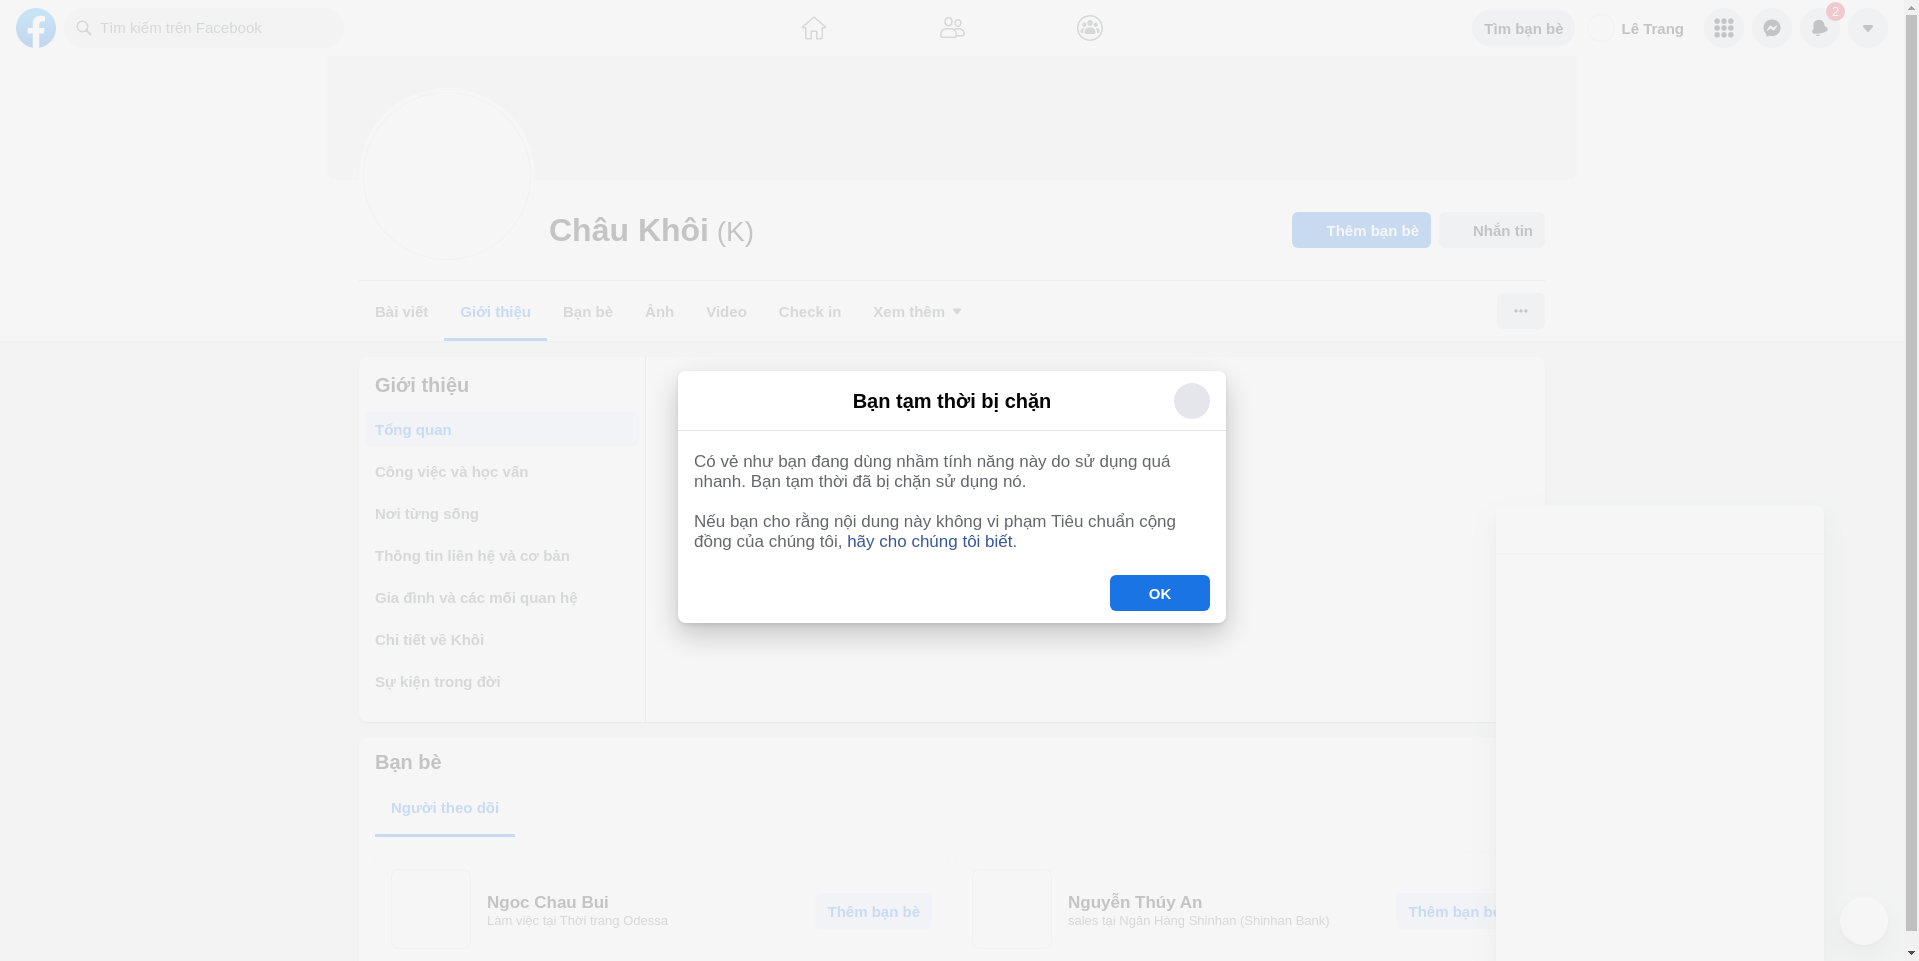 Tìm kiếm trên Facebook
Tìm bạn bè
Lê Trang
2
Châu Khôi (K)
Thêm bạn bè
Nhắn tin
Bài viết
Giới thiệu
Bạn bè
Ảnh
Video
Check in
Xem thêm
Giới thiệu
Tổng quan
Công việc và học vấn
Nơi từng sống
Thông tin liên hệ và cơ bản
Gia đình và các mối quan hệ
Chi tiết về Khôi
Sự kiện trong đời
Bạn tạm thời bị chặn
Có vẻ như bạn đang dùng nhầm tính năng này do sử dụng quá
nhanh. Bạn tạm thời đã bị chặn sử dụng nó.
Nếu bạn cho rằng nội dung này không vi phạm Tiêu chuẩn cộng
đồng của chúng tôi, hãy cho chúng tôi biết.
OK
Bạn bè
Người theo dõi
Ngoc Chau Bui
Làm việc tại Thời trang Odessa
Thêm bạn bè
Nguyễn Thúy An
sales tại Ngân Hàng Shinhan (Shinhan Bank)
Thêm bạn bè